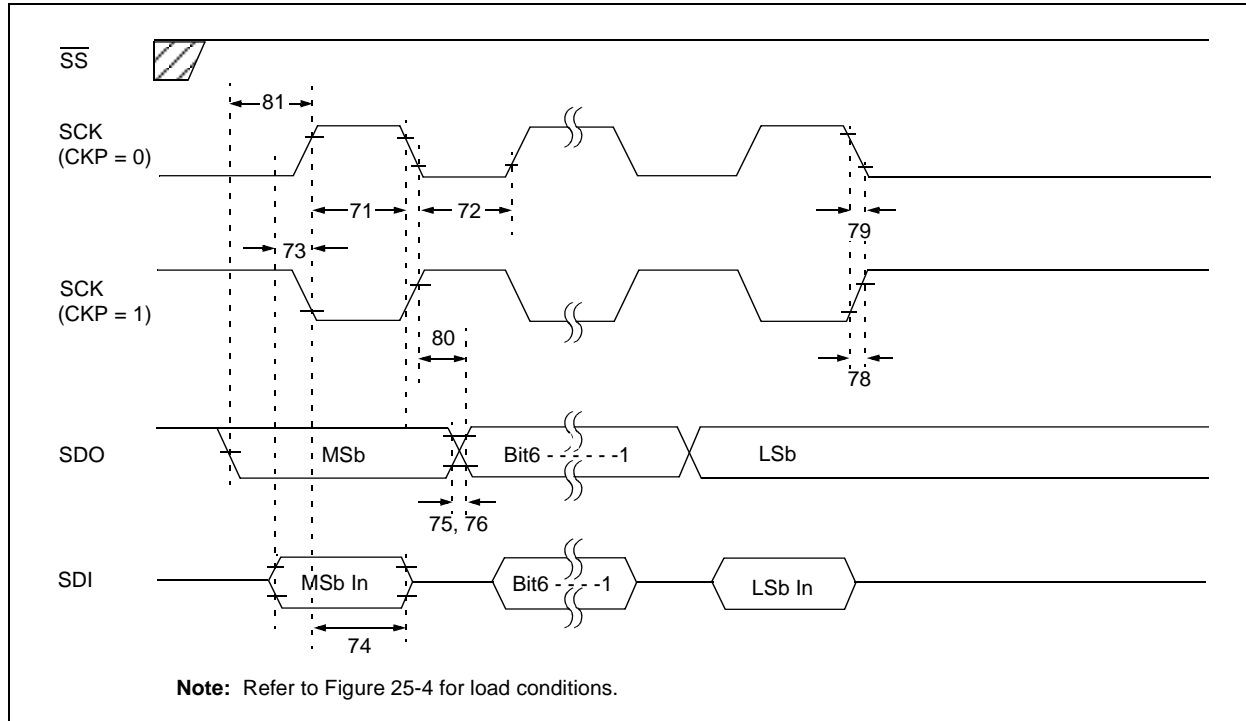 SS
81
SCK
(CKP = 0)
71
72
79
73
SCK
(CKP = 1)
80
78
SDO
MSb
Bit6 - - - - - -1
LSb
75, 76
SDI
MSb In
Bit6 - - - -1
LSb In
74
Note: Refer to Figure 25-4 for load conditions.